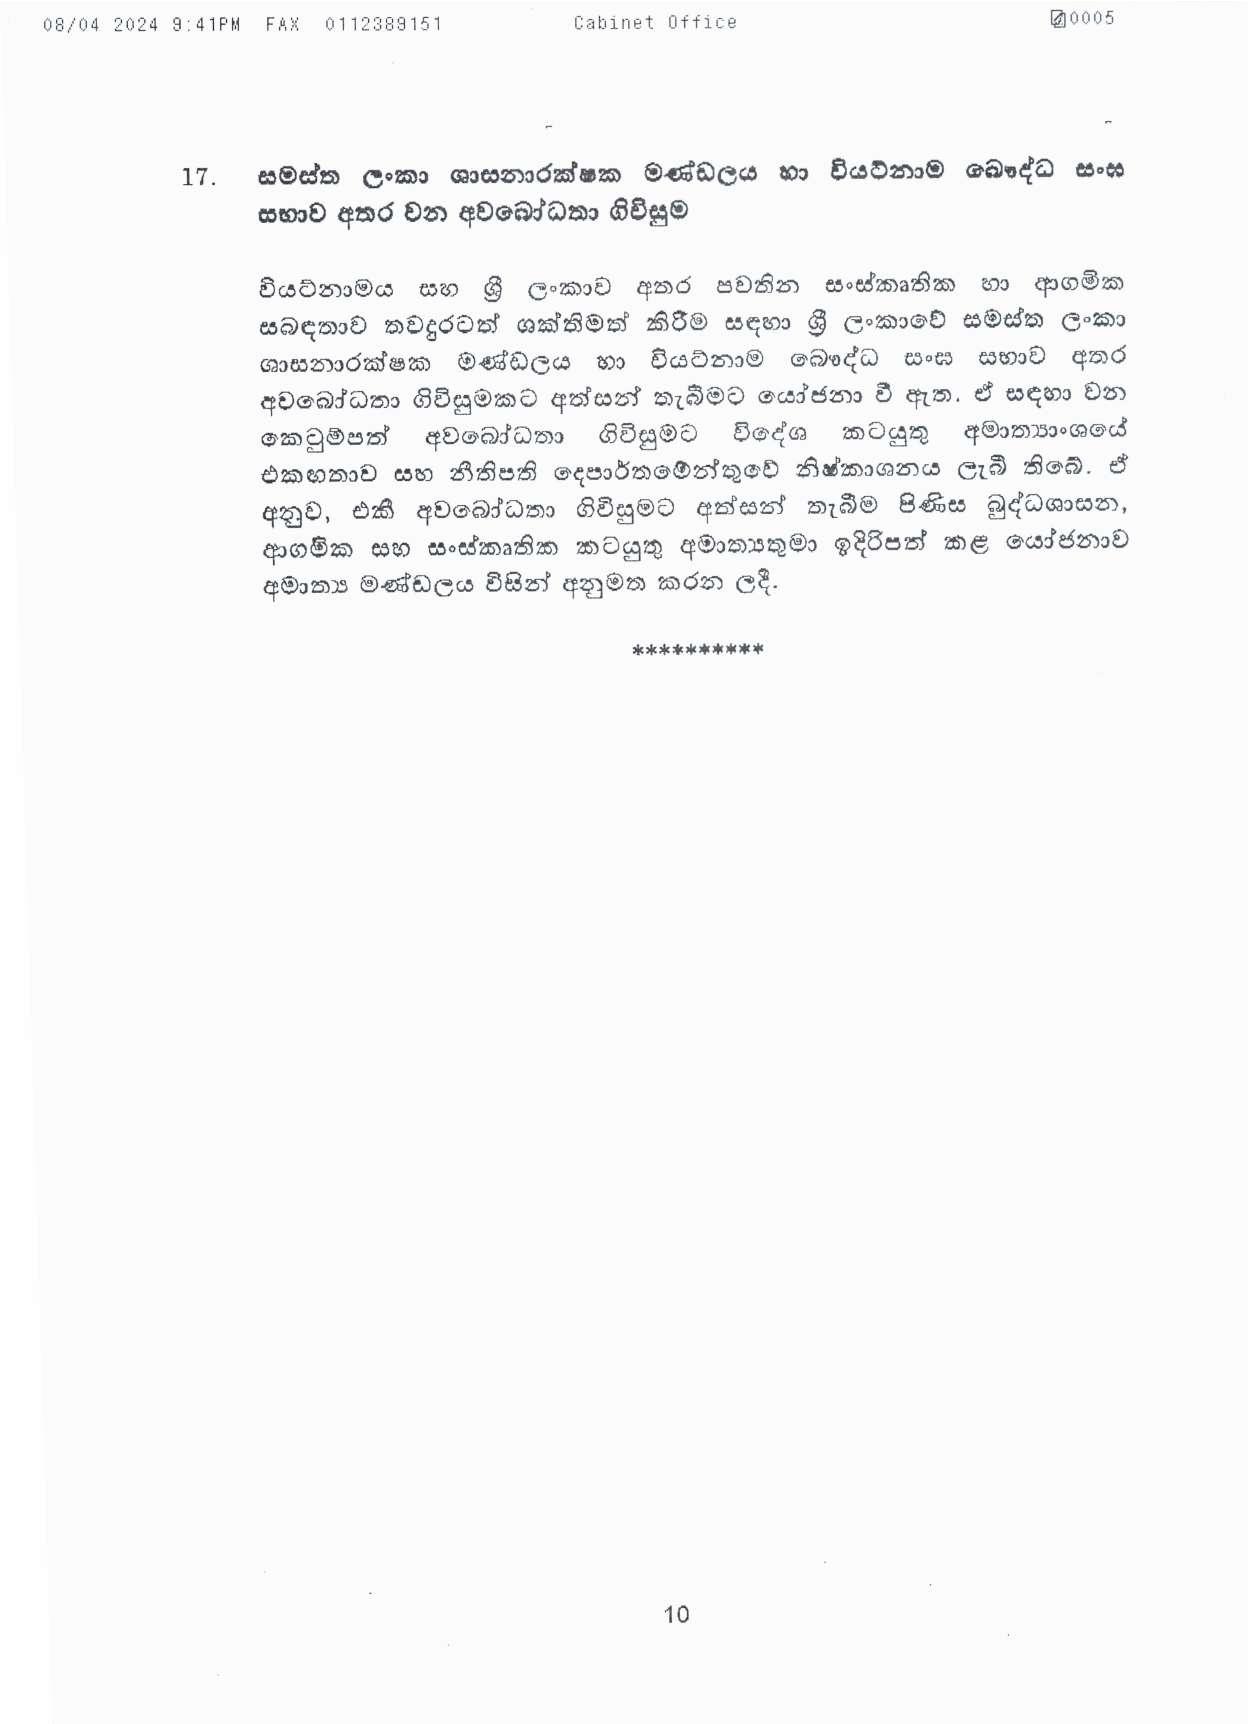 08/04 2024 9:41PM FAX 0112389151 Cabinet Office 0005
17. සමස්ත ලංකා ශාසනාරක්ෂක මණ්ඩලය හා වියට්නාම බෞද්ධ සංඝ
සභාව අතර වන අවබෝධතා ගිවිසුම
වියට්නාමය සහ ශ්‍රී ලංකාව අතර පවතින සංස්කෘතික හා ආගමික
සබඳතාව තවදුරටත් ශක්තිමත් කිරීම සඳහා ශ්‍රී ලංකාවේ සමස්ත ලංකා
ශාසනාරක්ෂක මණ්ඩලය හා වියට්නාම බෞද්ධ සංඝ සභාව අතර
අවබෝධතා ගිවිසුමකට අත්සන් තැබීමට යෝජනා වී ඇත. ඒ සඳහා වන
කෙටුම්පත් අවබෝධතා ගිවිසුමට විදේශ කටයුතු අමාත්‍යාංශයේ
එකඟතාව සහ නීතිපති දෙපාර්තමේන්තුවේ නිෂ්කාශනය ලැබී තිබේ. ඒ
අනුව, එකී අවබෝධතා ගිවිසුමට අත්සන් තැබීම පිණිස බුද්ධශාසන,
ආගමික සහ සංස්කෘතික කටයුතු අමාත්‍යතුමා ඉදිරිපත් කළ යෝජනාව
අමාත්‍ය මණ්ඩලය විසින් අනුමත කරන ලදී.
**********
10